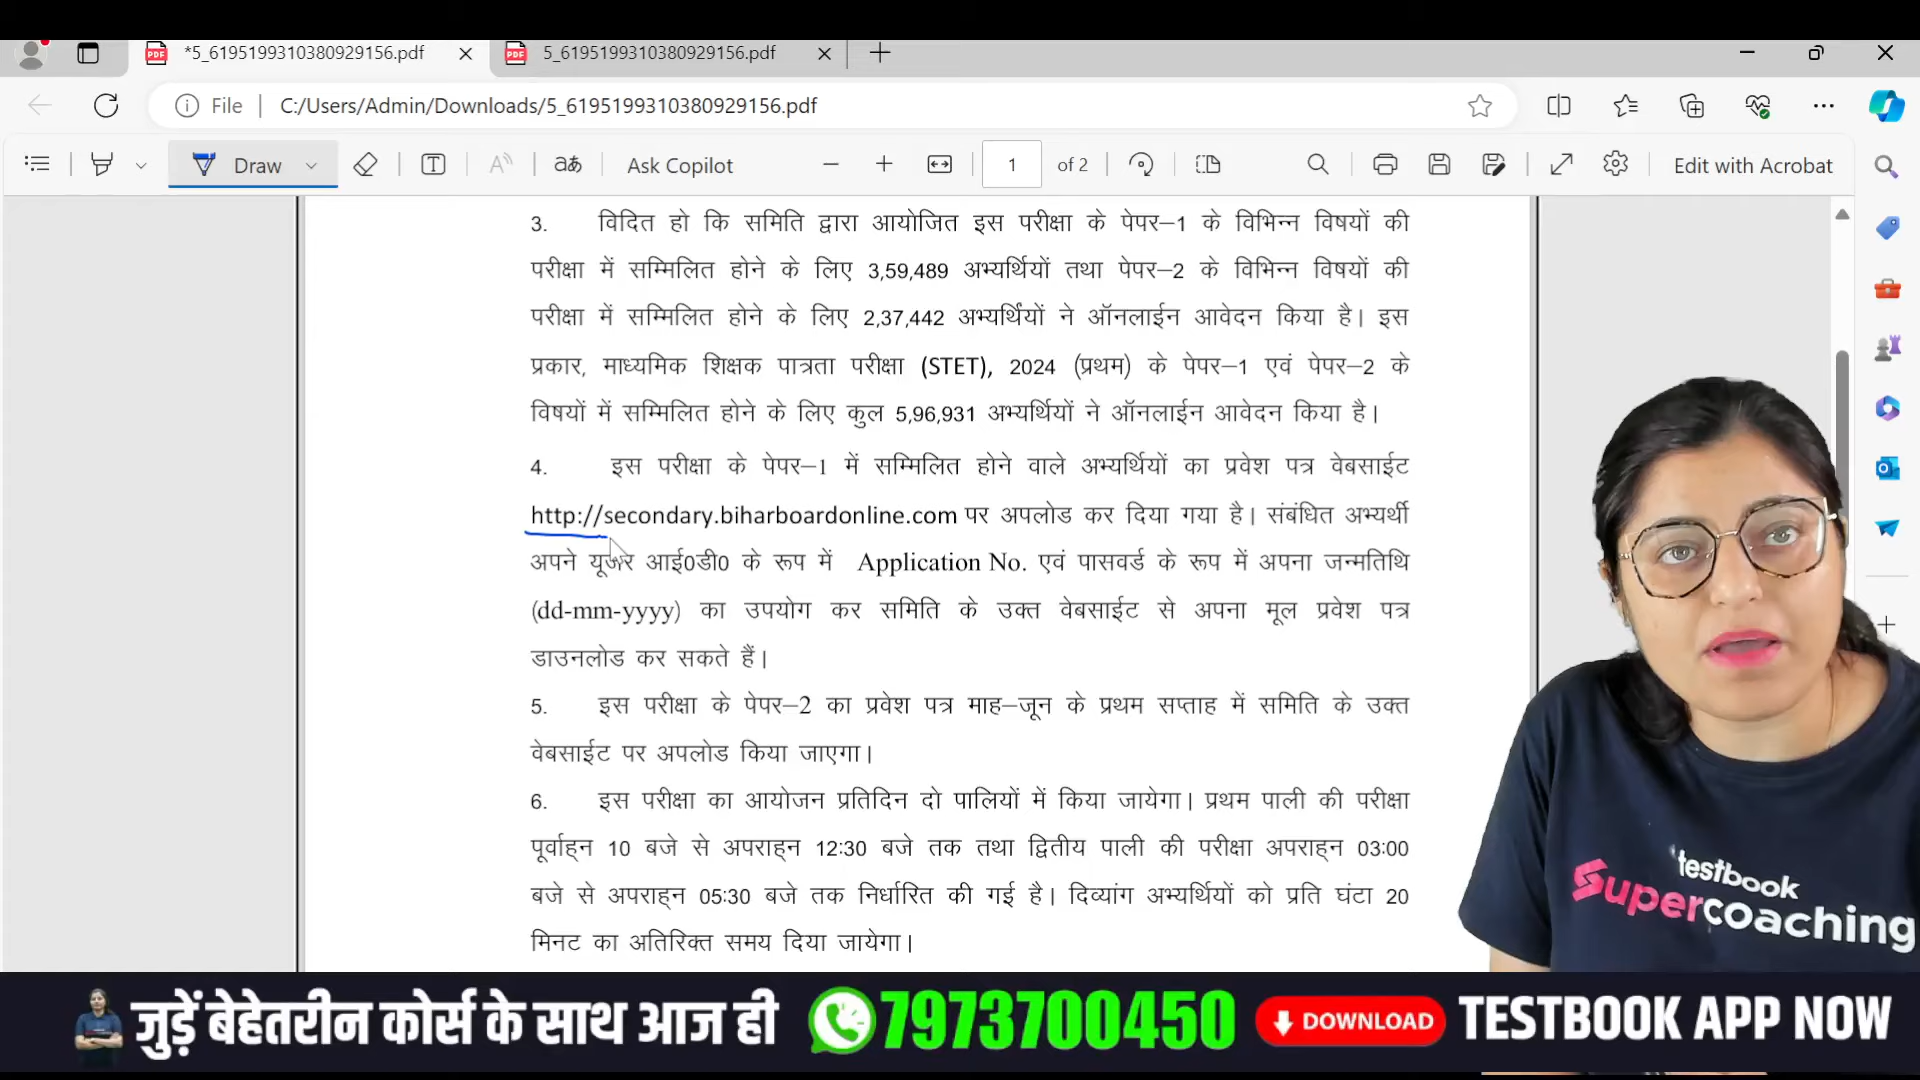 *5_6195199310380929156.pdf
5_6195199310380929156.pdf
File
C:/Users/Admin/Downloads/5_6195199310380929156.pdf
Draw
Ask Copilot
1 of 2
Edit with Acrobat
3. विदित हो कि समिति द्वारा आयोजित इस परीक्षा के पेपर–1 के विभिन्न विषयों की
परीक्षा में सम्मिलित होने के लिए 3,59,489 अभ्यर्थियों तथा पेपर–2 के विभिन्न विषयों की
परीक्षा में सम्मिलित होने के लिए 2,37,442 अभ्यर्थियों ने ऑनलाईन आवेदन किया है। इस
प्रकार, माध्यमिक शिक्षक पात्रता परीक्षा (STET), 2024 (प्रथम) के पेपर–1 एवं पेपर–2 के
विषयों में सम्मिलित होने के लिए कुल 5,96,931 अभ्यर्थियों ने ऑनलाईन आवेदन किया है।
4. इस परीक्षा के पेपर–1 में सम्मिलित होने वाले अभ्यर्थियों का प्रवेश पत्र वेबसाईट
http://secondary.biharboardonline.com पर अपलोड कर दिया गया है। संबंधित अभ्यर्थी
अपने यूजर आई0डी0 के रूप में Application No. एवं पासवर्ड के रूप में अपना जन्मतिथि
(dd-mm-yyyy) का उपयोग कर समिति के उक्त वेबसाईट से अपना मूल प्रवेश पत्र
डाउनलोड कर सकते हैं।
5. इस परीक्षा के पेपर–2 का प्रवेश पत्र माह–जून के प्रथम सप्ताह में समिति के उक्त
वेबसाईट पर अपलोड किया जाएगा।
6. इस परीक्षा का आयोजन प्रतिदिन दो पालियों में किया जायेगा। प्रथम पाली की परीक्षा
पूर्वाह्न 10 बजे से अपराह्न 12:30 बजे तक तथा द्वितीय पाली की परीक्षा अपराह्न 03:00
बजे से अपराह्न 05:30 बजे तक निर्धारित की गई है। दिव्यांग अभ्यर्थियों को प्रति घंटा 20
मिनट का अतिरिक्त समय दिया जायेगा।
testbook
Supercoaching
जुड़ें बेहेतरीन कोर्स के साथ आज ही 7973700450 DOWNLOAD TESTBOOK APP NOW